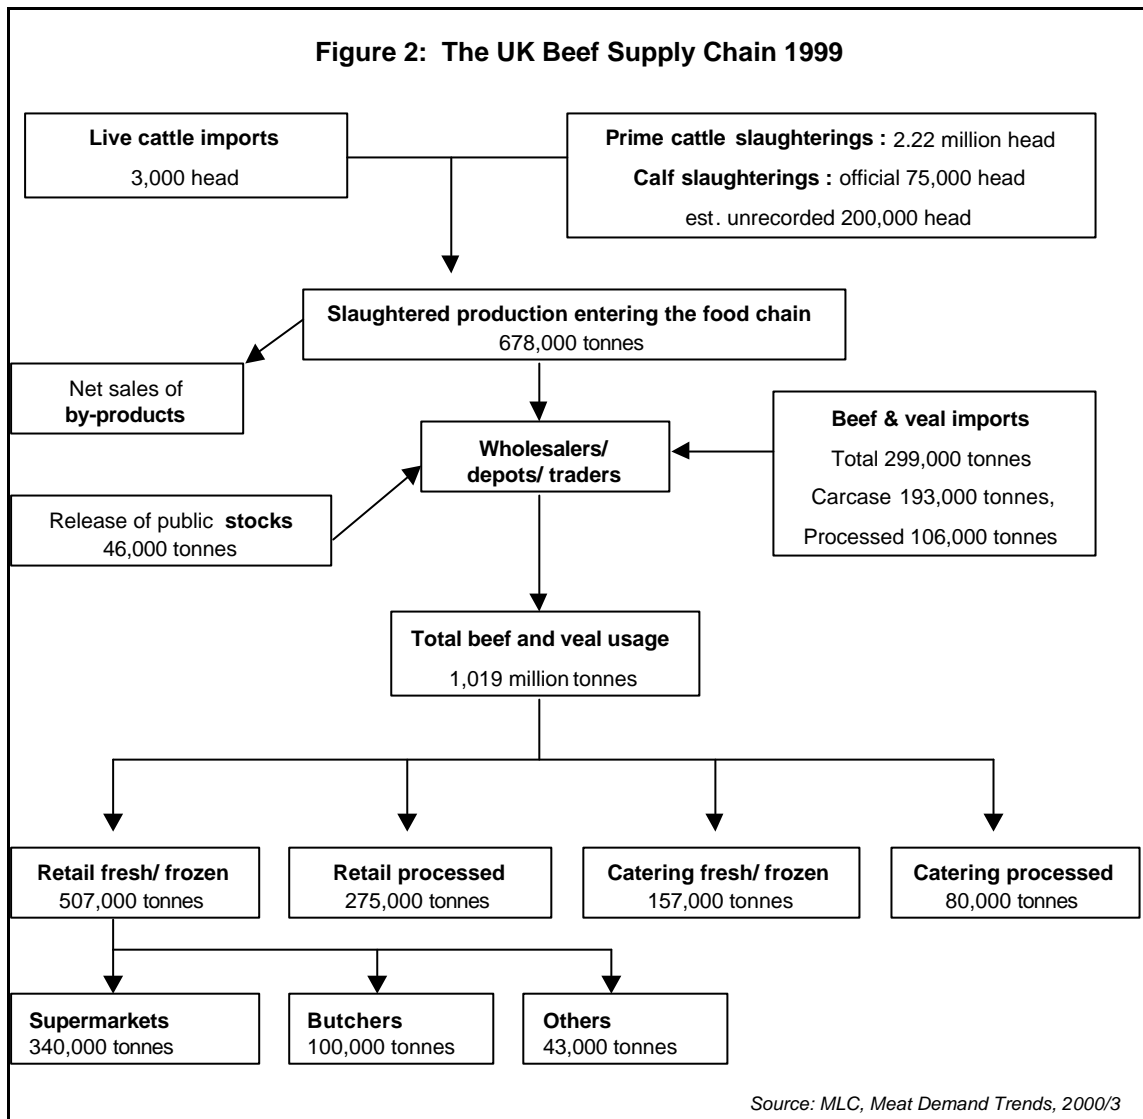 Figure 2: The UK Beef Supply Chain 1999
Live cattle imports
3,000 head
Prime cattle slaughterings : 2.22 million head
Calf slaughterings : official 75,000 head
est. unrecorded 200,000 head
Slaughtered production entering the food chain
678,000 tonnes
Net sales of
by-products
Wholesalers/
depots/ traders
Beef & veal imports
Total 299,000 tonnes
Carcase 193,000 tonnes,
Processed 106,000 tonnes
Release of public stocks
46,000 tonnes
Total beef and veal usage
1,019 million tonnes
Retail fresh/ frozen
507,000 tonnes
Retail processed
275,000 tonnes
Catering fresh/ frozen
157,000 tonnes
Catering processed
80,000 tonnes
Supermarkets
340,000 tonnes
Butchers
100,000 tonnes
Others
43,000 tonnes
Source: MLC, Meat Demand Trends, 2000/3